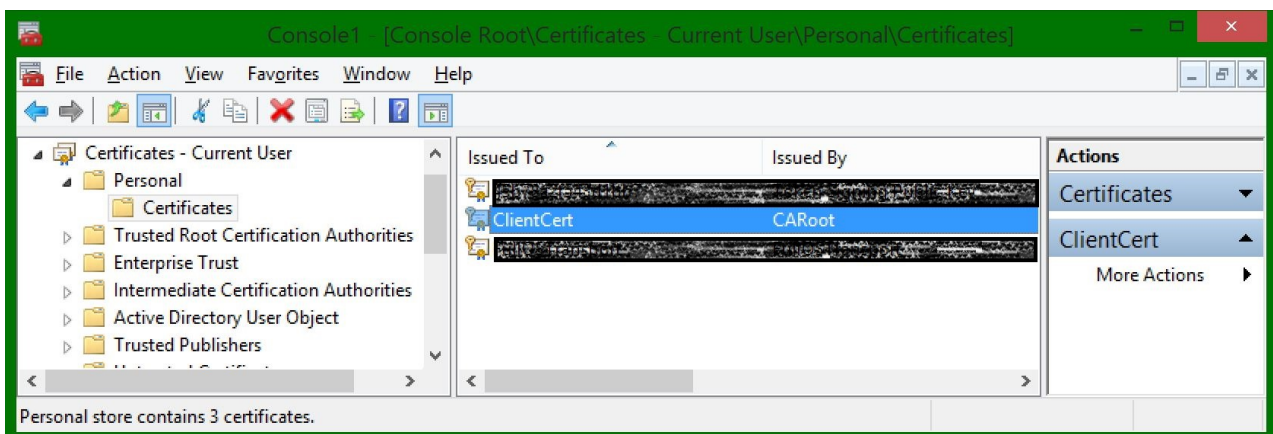 Console1 - [Console Root\Certificates - Current User\Personal\Certificates]
File Action View Favorites Window Help
Certificates - Current User
Personal
Certificates
Trusted Root Certification Authorities
Enterprise Trust
Intermediate Certification Authorities
Active Directory User Object
Trusted Publishers
Issued To Issued By
ClientCert CARoot
Actions
Certificates
ClientCert
More Actions
Personal store contains 3 certificates.